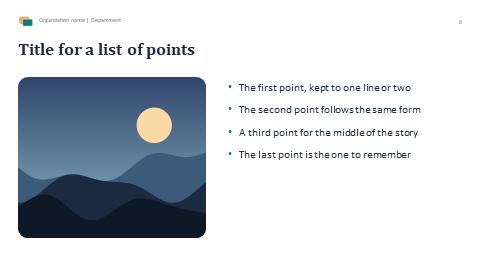 Organization name | Department
8
Title for a list of points
• The first point, kept to one line or two
• The second point follows the same form
• A third point for the middle of the story
• The last point is the one to remember